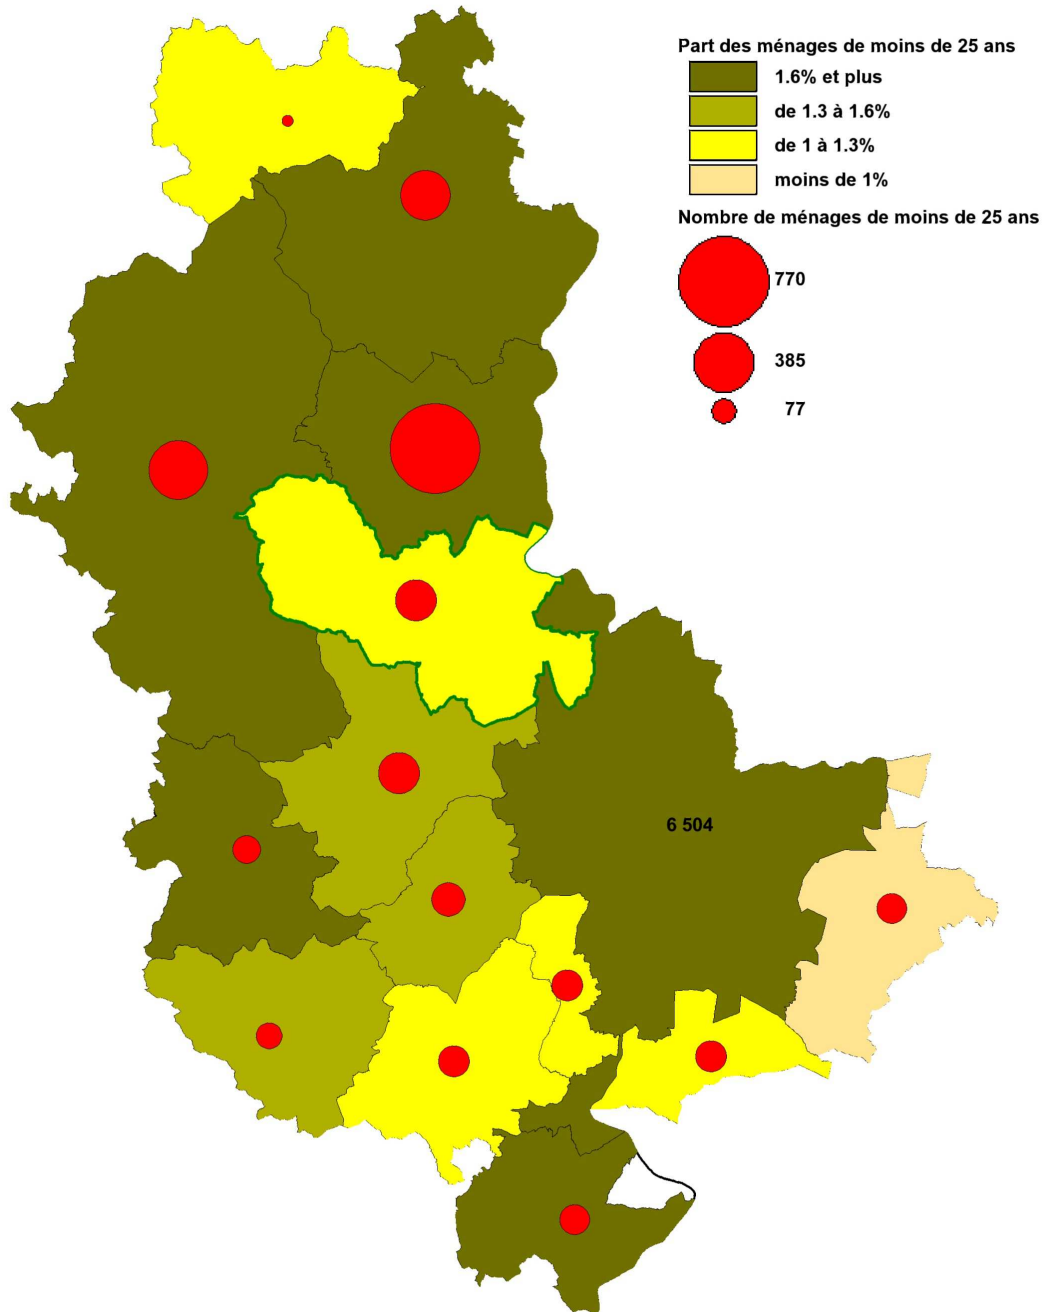 Part des ménages de moins de 25 ans
1.6% et plus
de 1.3 à 1.6%
de 1 à 1.3%
moins de 1%
Nombre de ménages de moins de 25 ans
770
385
77
6 504